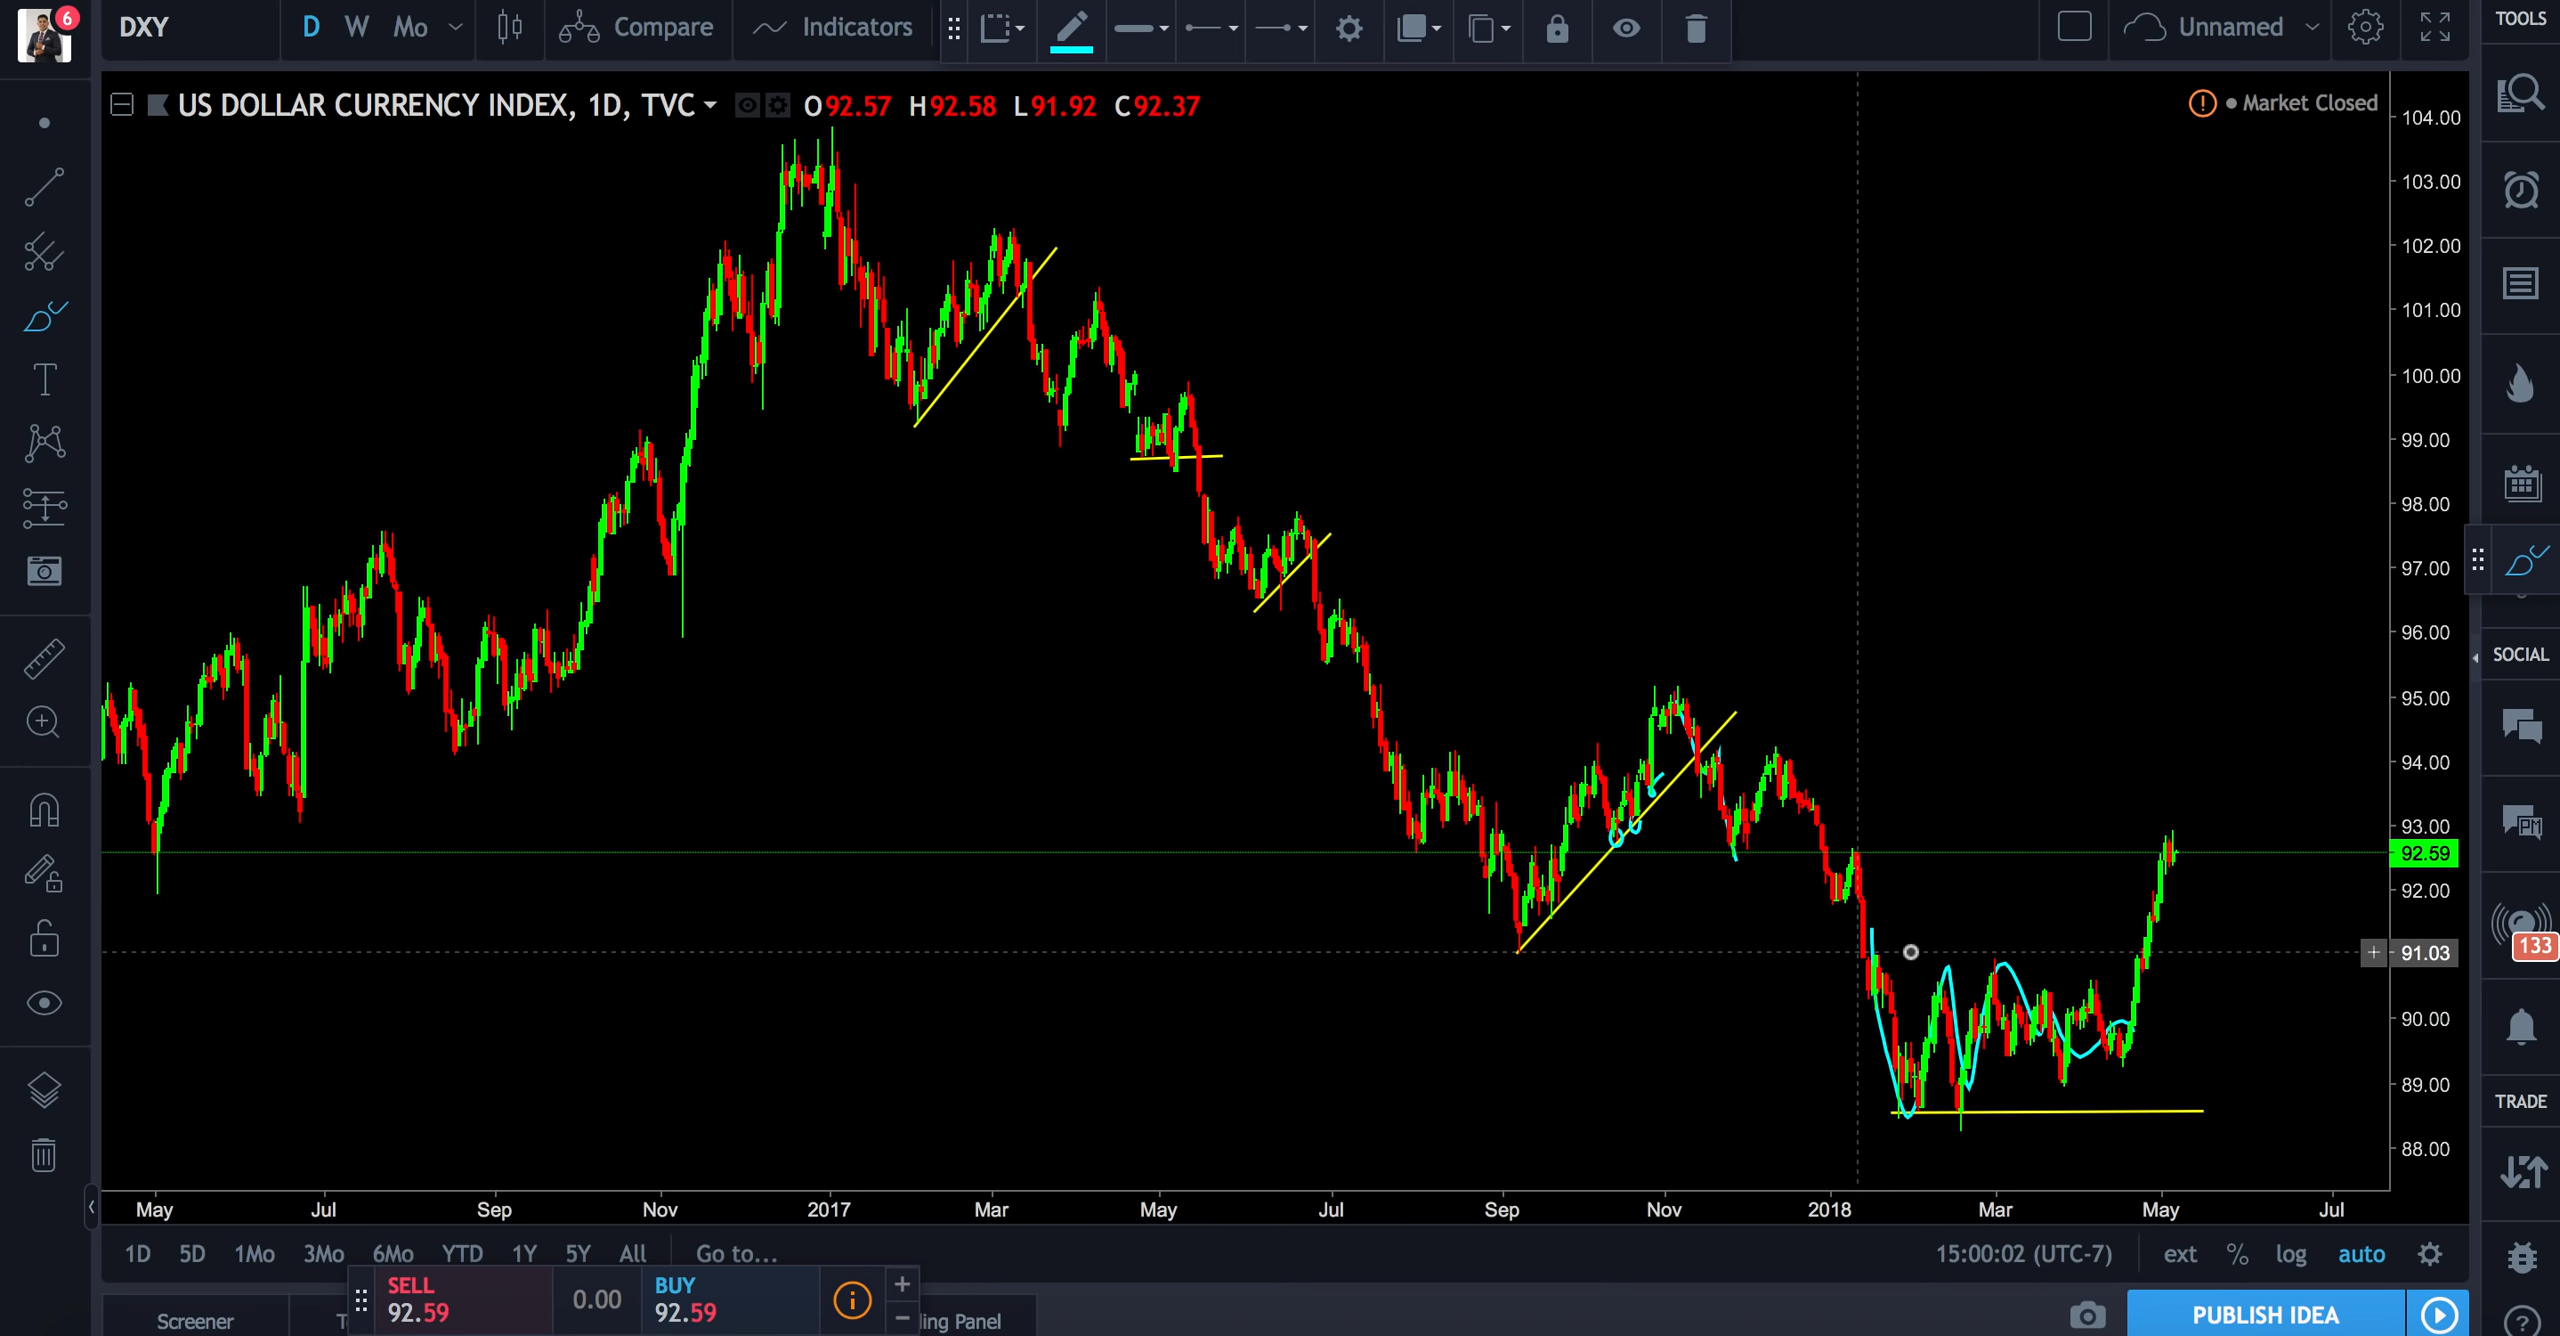 6
DXY
D W Mo
Compare
Indicators
Unnamed
TOOLS
US DOLLAR CURRENCY INDEX, 1D, TVC
O92.57 H92.58 L91.92 C92.37
! Market Closed
104.00
103.00
102.00
101.00
100.00
99.00
98.00
97.00
96.00
95.00
94.00
93.00
92.59
92.00
+ 91.03
90.00
89.00
88.00
SOCIAL
PM
133
TRADE
May Jul Sep Nov 2017 Mar May Jul Sep Nov 2018 Mar May Jul
1D 5D 1Mo 3Mo 6Mo YTD 1Y 5Y All Go to...
15:00:02 (UTC-7) ext % log auto
SELL
92.59
0.00
BUY
92.59
Screener
ling Panel
PUBLISH IDEA